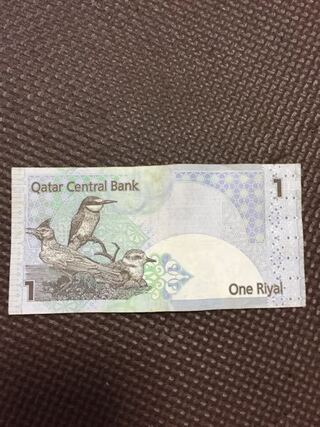 Qatar Central Bank
1
1
One Riyal